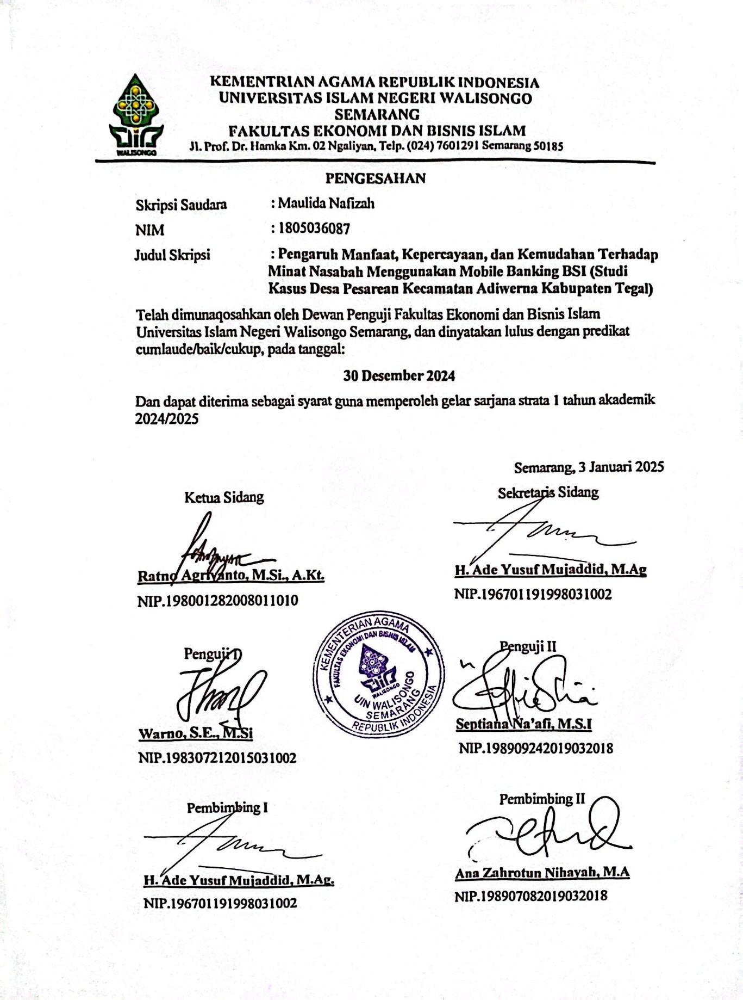 KEMENTRIAN AGAMA REPUBLIK INDONESIA
UNIVERSITAS ISLAM NEGERI WALISONGO
SEMARANG
FAKULTAS EKONOMI DAN BISNIS ISLAM
Jl. Prof. Dr. Hamka Km. 02 Ngaliyan, Telp. (024) 7601291 Semarang 50185
WALISONGO
PENGESAHAN
Skripsi Saudara : Maulida Nafizah
NIM : 1805036087
Judul Skripsi : Pengaruh Manfaat, Kepercayaan, dan Kemudahan Terhadap
Minat Nasabah Menggunakan Mobile Banking BSI (Studi
Kasus Desa Pesarean Kecamatan Adiwerna Kabupaten Tegal)
Telah dimunaqosahkan oleh Dewan Penguji Fakultas Ekonomi dan Bisnis Islam
Universitas Islam Negeri Walisongo Semarang, dan dinyatakan lulus dengan predikat
cumlaude/baik/cukup, pada tanggal:
30 Desember 2024
Dan dapat diterima sebagai syarat guna memperoleh gelar sarjana strata 1 tahun akademik
2024/2025
Semarang, 3 Januari 2025
Ketua Sidang Sekretaris Sidang
Ratno Agriyanto, M.Si., A.Kt. H. Ade Yusuf Mujaddid, M.Ag
NIP.198001282008011010 NIP.196701191998031002
KEMENTERIAN AGAMA
FAKULTAS EKONOMI DAN BISNIS ISLAM
WALISONGO
UIN WALISONGO
SEMARANG
REPUBLIK INDONESIA
Penguji I Penguji II
Warno, S.E., M.Si Septiana Na'afi, M.S.I
NIP.198307212015031002 NIP.198909242019032018
Pembimbing I Pembimbing II
H. Ade Yusuf Mujaddid, M.Ag. Ana Zahrotun Nihayah, M.A
NIP.196701191998031002 NIP.198907082019032018